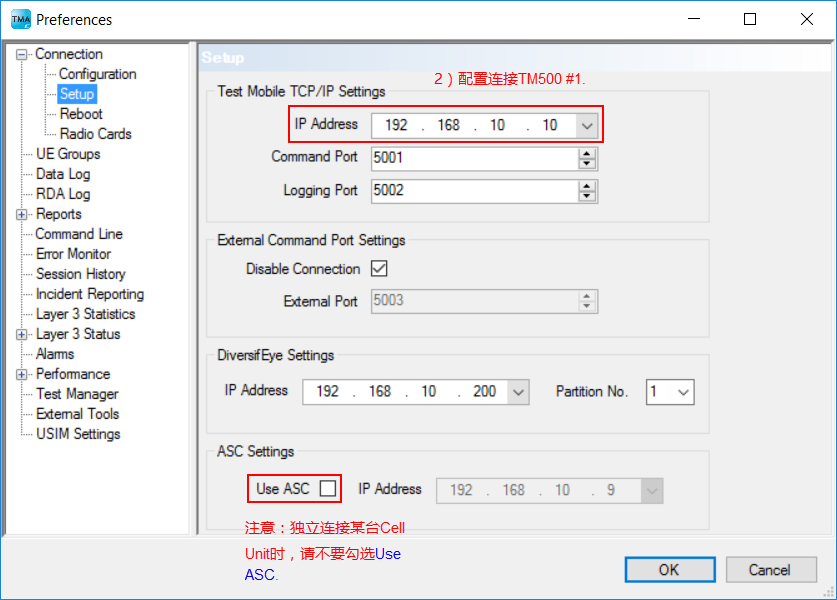 TMA Preferences
Connection
Configuration
Setup
Reboot
Radio Cards
UE Groups
Data Log
RDA Log
Reports
Command Line
Error Monitor
Session History
Incident Reporting
Layer 3 Statistics
Layer 3 Status
Alarms
Performance
Test Manager
External Tools
USIM Settings
Setup
2）配置连接TM500 #1.
Test Mobile TCP/IP Settings
IP Address 192 . 168 . 10 . 10
Command Port 5001
Logging Port 5002
External Command Port Settings
Disable Connection
External Port 5003
DiversifEye Settings
IP Address 192 . 168 . 10 . 200 Partition No. 1
ASC Settings
Use ASC IP Address 192 . 168 . 10 . 9
注意：独立连接某台Cell
Unit时，请不要勾选Use
ASC.
OK Cancel